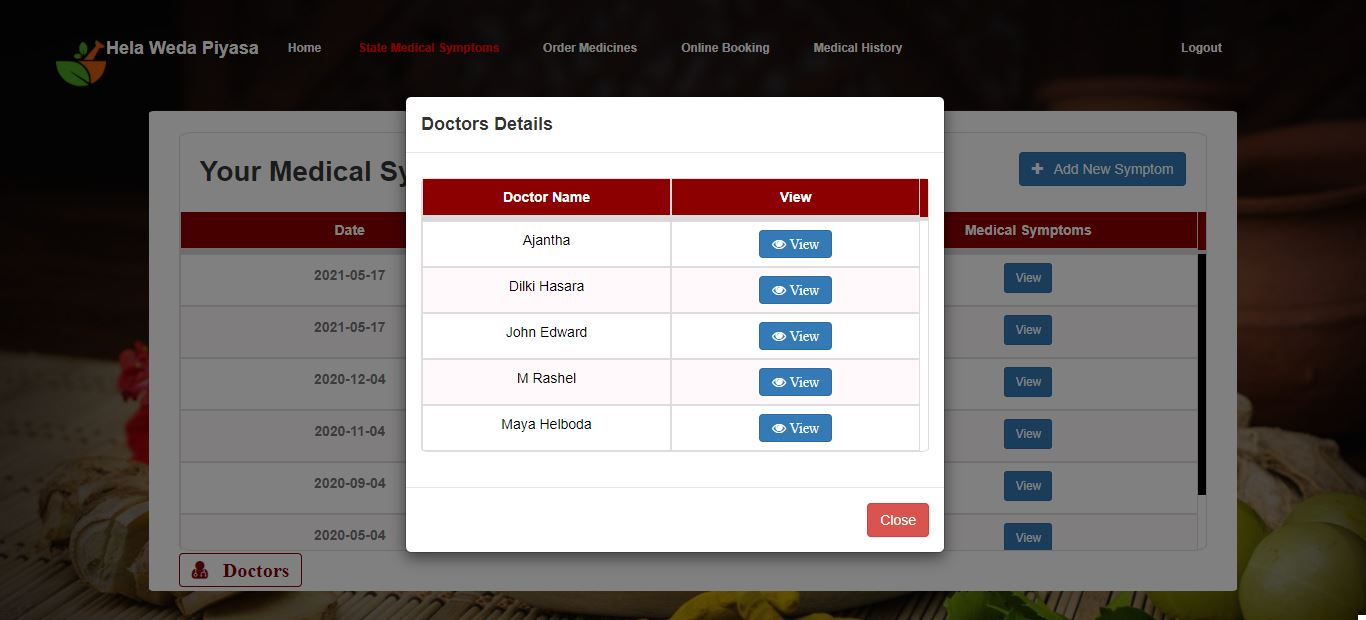 Hela Weda Piyasa
Home
State Medical Symptoms
Order Medicines
Online Booking
Medical History
Logout
Doctors Details
Your Medical Sy
Add New Symptom
Doctor Name View
Date
Medical Symptoms
Ajantha View
Dilki Hasara View
John Edward View
M Rashel View
Maya Helboda View
2021-05-17 View
2021-05-17 View
2020-12-04 View
2020-11-04 View
2020-09-04 View
2020-05-04 View
Close
Doctors